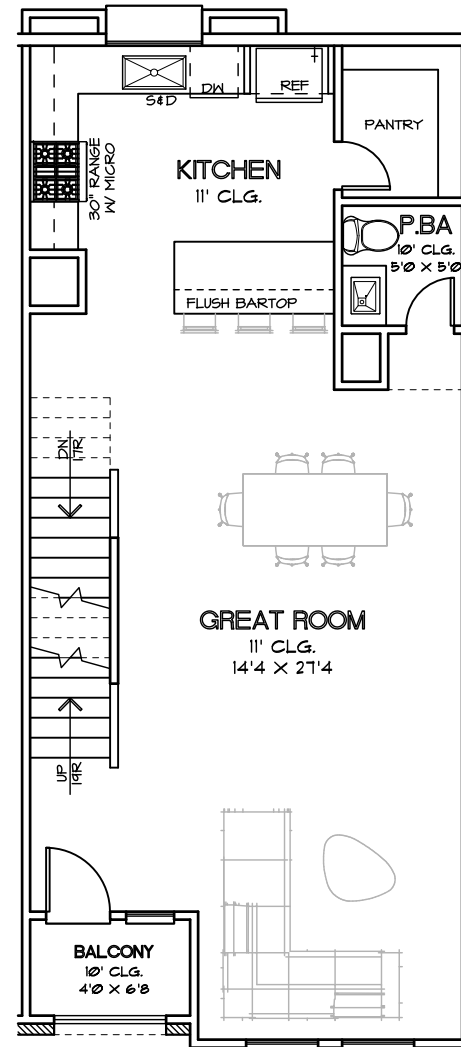 S&D
DW
REF
PANTRY
30" RANGE
W/ MICRO
KITCHEN
11' CLG.
P.BA
10' CLG.
5'0 X 5'0
FLUSH BARTOP
DN
17R
GREAT ROOM
11' CLG.
14'4 X 27'4
UP
19R
BALCONY
10' CLG.
4'0 X 6'8